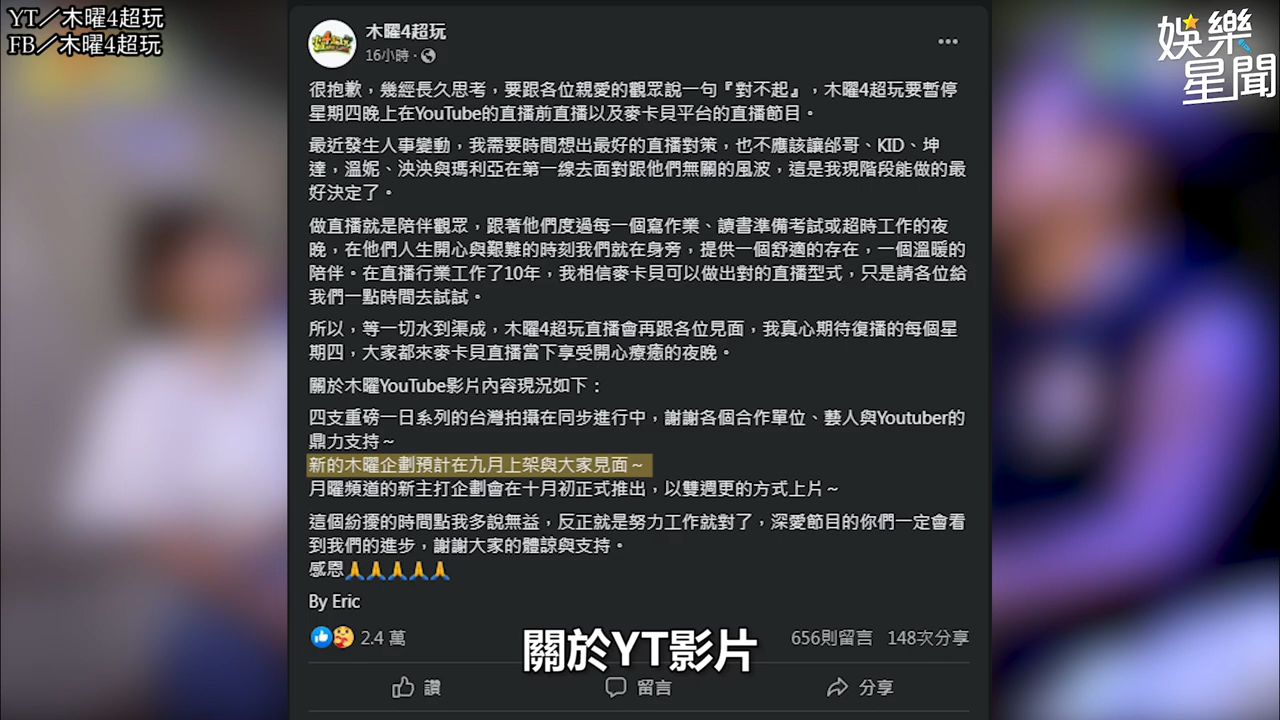 YT／木曜4超玩
FB／木曜4超玩
娛樂
星聞
木曜4超玩
16小時·
很抱歉，幾經長久思考，要跟各位親愛的觀眾說一句『對不起』，木曜4超玩要暫停
星期四晚上在YouTube的直播前直播以及麥卡貝平台的直播節目。
最近發生人事變動，我需要時間想出最好的直播對策，也不應該讓邰哥、KID、坤
達，溫妮、泱泱與瑪利亞在第一線去面對跟他們無關的風波，這是我現階段能做的最
好決定了。
做直播就是陪伴觀眾，跟著他們度過每一個寫作業、讀書準備考試或超時工作的夜
晚，在他們人生開心與艱難的時刻我們就在身旁，提供一個舒適的存在，一個溫暖的
陪伴。在直播行業工作了10年，我相信麥卡貝可以做出對的直播型式，只是請各位給
我們一點時間去試試。
所以，等一切水到渠成，木曜4超玩直播會再跟各位見面，我真心期待復播的每個星
期四，大家都來麥卡貝直播當下享受開心療癒的夜晚。
關於木曜YouTube影片內容現況如下：
四支重磅一日系列的台灣拍攝在同步進行中，謝謝各個合作單位、藝人與Youtuber的
鼎力支持～
新的木曜企劃預計在九月上架與大家見面～
月曜頻道的新主打企劃會在十月初正式推出，以雙週更的方式上片～
這個紛擾的時間點我多說無益，反正就是努力工作就對了，深愛節目的你們一定會看
到我們的進步，謝謝大家的體諒與支持。
感恩🙏🙏🙏🙏🙏
By Eric
2.4 萬
656則留言 148次分享
關於YT影片
讚 留言 分享